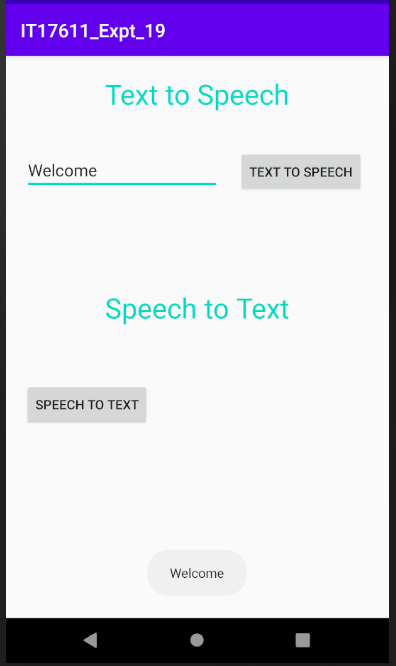 IT17611_Expt_19
Text to Speech
Welcome
TEXT TO SPEECH
Speech to Text
SPEECH TO TEXT
Welcome